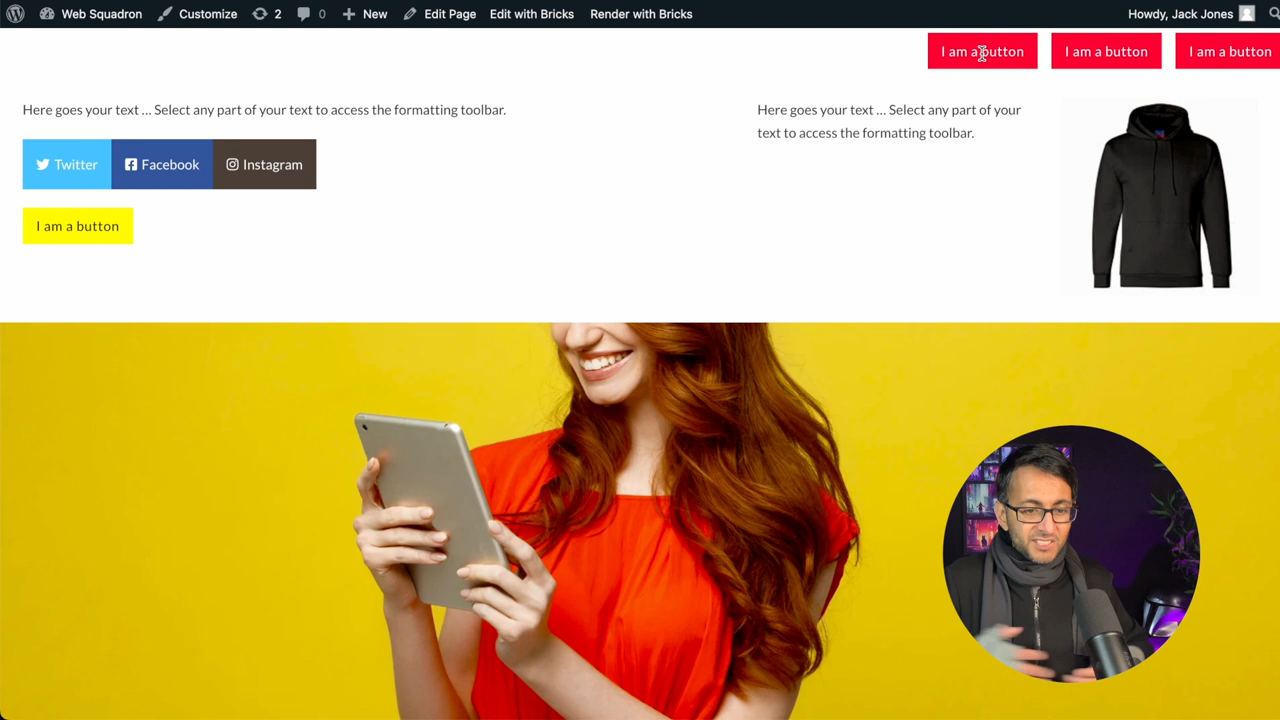 Web Squadron Customize 2 0 New Edit Page Edit with Bricks Render with Bricks Howdy, Jack Jones
I am a button I am a button I am a button
Here goes your text ... Select any part of your text to access the formatting toolbar.
Here goes your text ... Select any part of your
text to access the formatting toolbar.
Twitter Facebook Instagram
I am a button